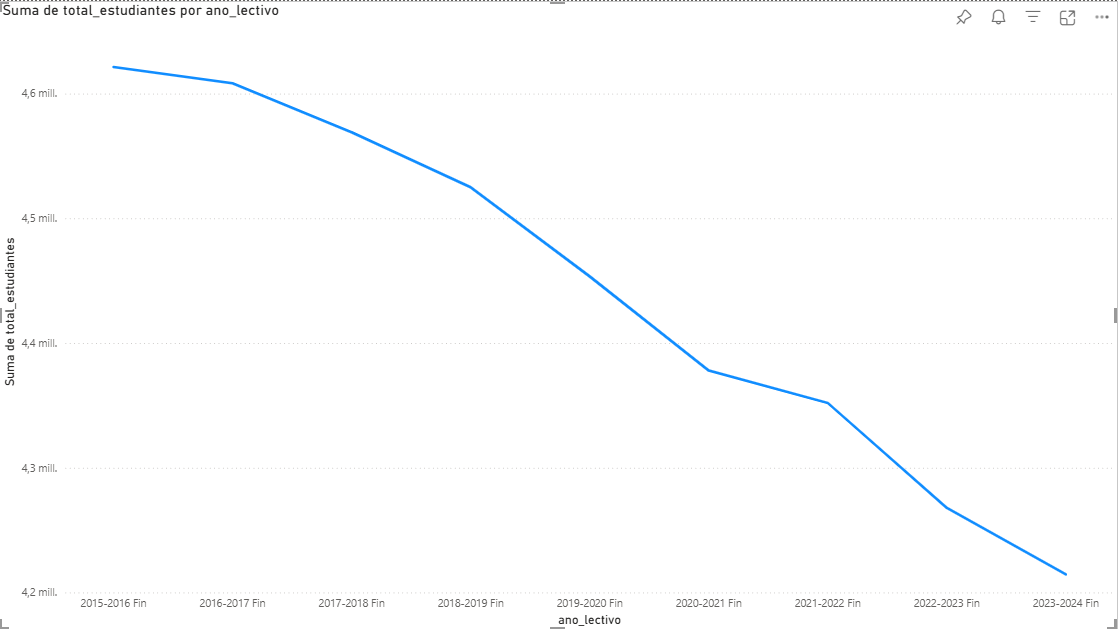 Suma de total_estudiantes por ano_lectivo
4,6 mill.
4,5 mill.
4,4 mill.
4,3 mill.
4,2 mill.
Suma de total_estudiantes
2015-2016 Fin
2016-2017 Fin
2017-2018 Fin
2018-2019 Fin
2019-2020 Fin
2020-2021 Fin
2021-2022 Fin
2022-2023 Fin
2023-2024 Fin
ano_lectivo